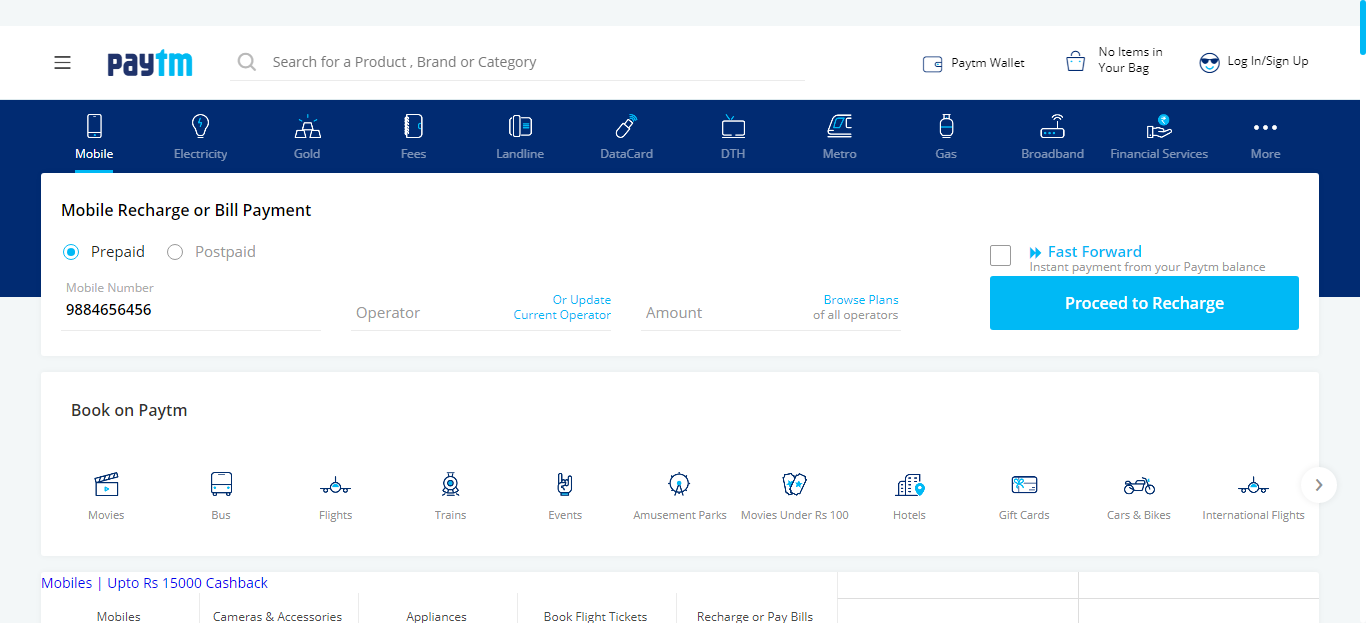 paytm
Search for a Product , Brand or Category
Paytm Wallet
No Items in
Your Bag
Log In/Sign Up
Mobile
Electricity
Gold
Fees
Landline
DataCard
DTH
Metro
Gas
Broadband
Financial Services
More
Mobile Recharge or Bill Payment
Prepaid
Postpaid
Fast Forward
Instant payment from your Paytm balance
Mobile Number
9884656456
Operator
Or Update
Current Operator
Amount
Browse Plans
of all operators
Proceed to Recharge
Book on Paytm
Movies
Bus
Flights
Trains
Events
Amusement Parks
Movies Under Rs 100
Hotels
Gift Cards
Cars & Bikes
International Flights
Mobiles | Upto Rs 15000 Cashback
Mobiles
Cameras & Accessories
Appliances
Book Flight Tickets
Recharge or Pay Bills